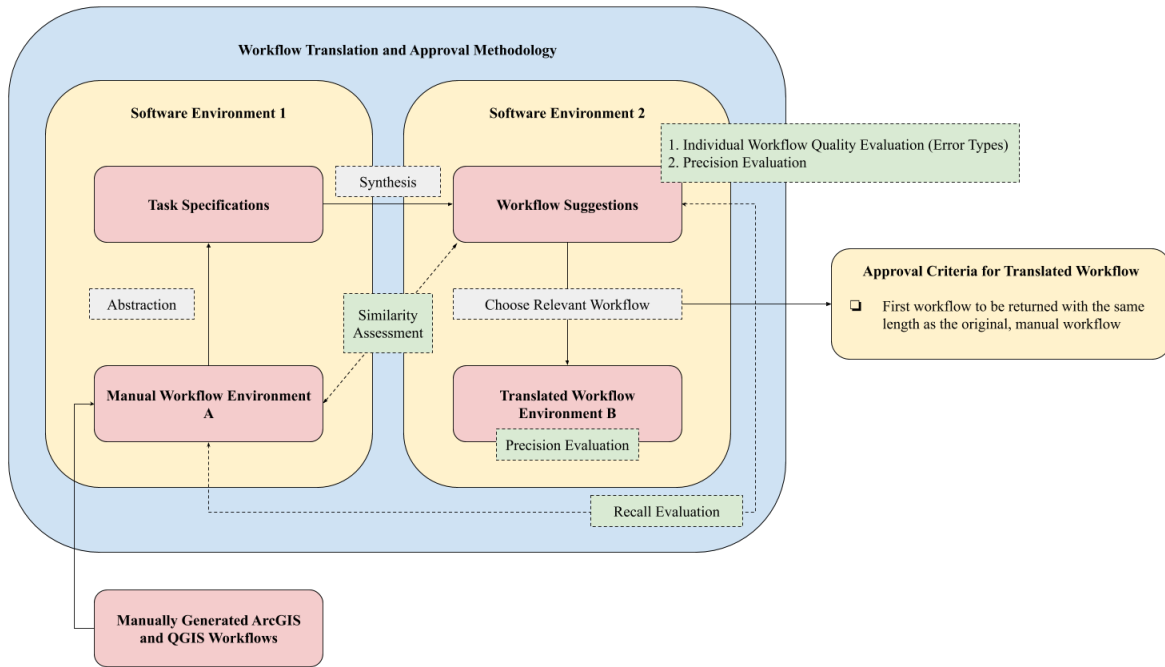 Workflow Translation and Approval Methodology
Software Environment 1
Software Environment 2
1. Individual Workflow Quality Evaluation (Error Types)
2. Precision Evaluation
Synthesis
Task Specifications
Workflow Suggestions
Approval Criteria for Translated Workflow
❏ First workflow to be returned with the same
length as the original, manual workflow
Abstraction
Similarity
Assessment
Choose Relevant Workflow
Manual Workflow Environment
A
Translated Workflow
Environment B
Precision Evaluation
Recall Evaluation
Manually Generated ArcGIS
and QGIS Workflows